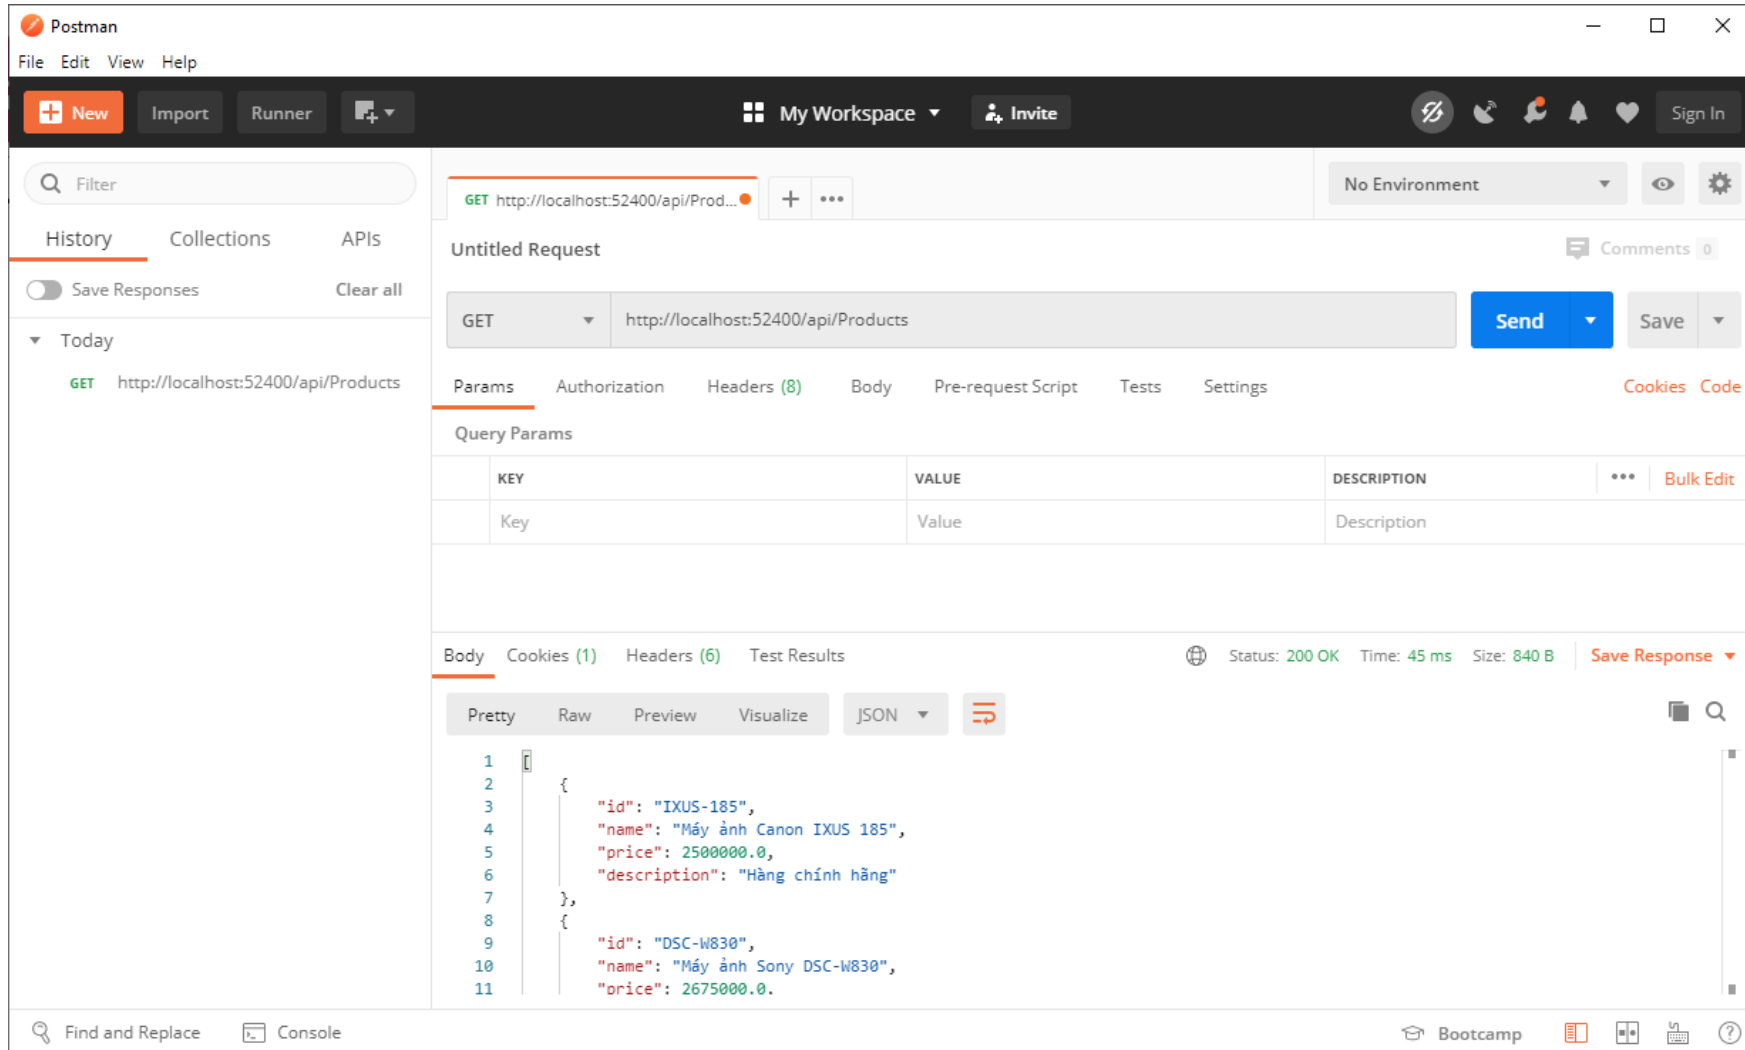 Postman
File Edit View Help
New Import Runner My Workspace Invite Sign In
Filter
History Collections APIs
Save Responses Clear all
Today
GET http://localhost:52400/api/Products
GET http://localhost:52400/api/Prod... No Environment
Untitled Request Comments 0
GET http://localhost:52400/api/Products Send Save
Params Authorization Headers (8) Body Pre-request Script Tests Settings Cookies Code
Query Params
KEY VALUE DESCRIPTION Bulk Edit
Key Value Description
Body Cookies (1) Headers (6) Test Results Status: 200 OK Time: 45 ms Size: 840 B Save Response
Pretty Raw Preview Visualize JSON
1 [
2 {
3 "id": "IXUS-185",
4 "name": "Máy ảnh Canon IXUS 185",
5 "price": 2500000.0,
6 "description": "Hàng chính hãng"
7 },
8 {
9 "id": "DSC-W830",
10 "name": "Máy ảnh Sony DSC-W830",
11 "price": 2675000.0,
Find and Replace Console Bootcamp